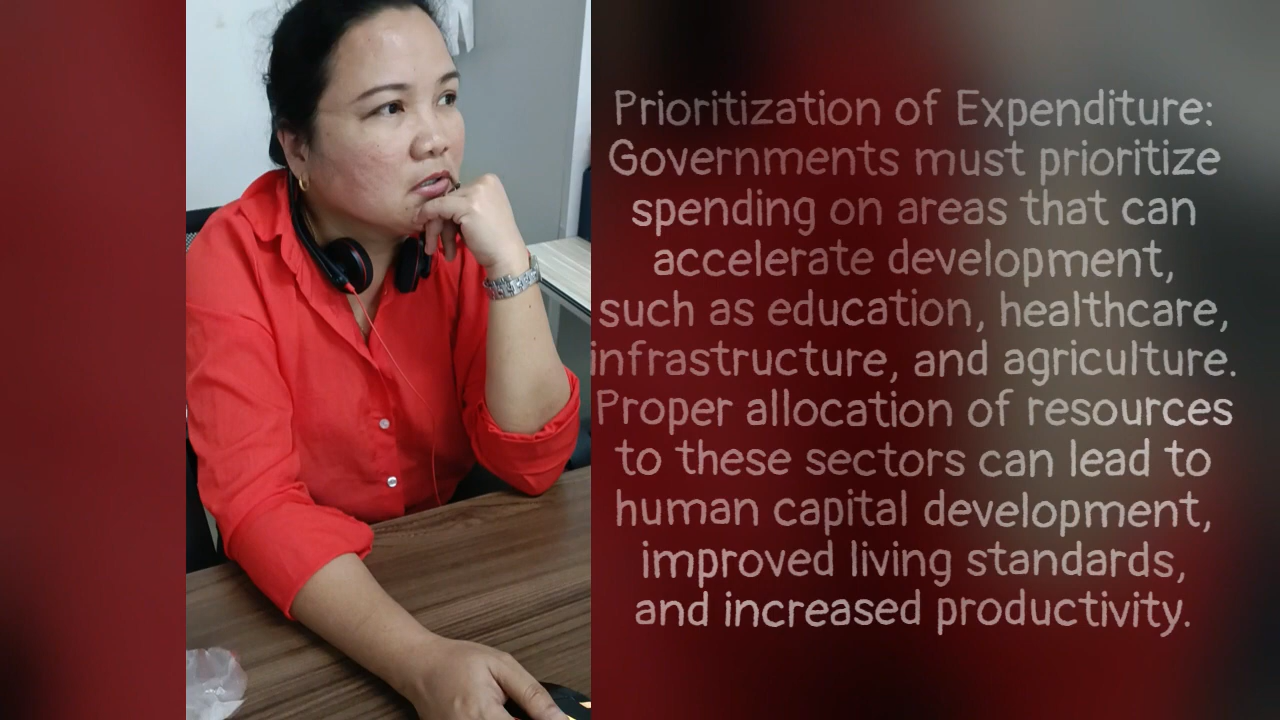 Prioritization of Expenditure:
Governments must prioritize
spending on areas that can
accelerate development,
such as education, healthcare,
infrastructure, and agriculture.
Proper allocation of resources
to these sectors can lead to
human capital development,
improved living standards,
and increased productivity.